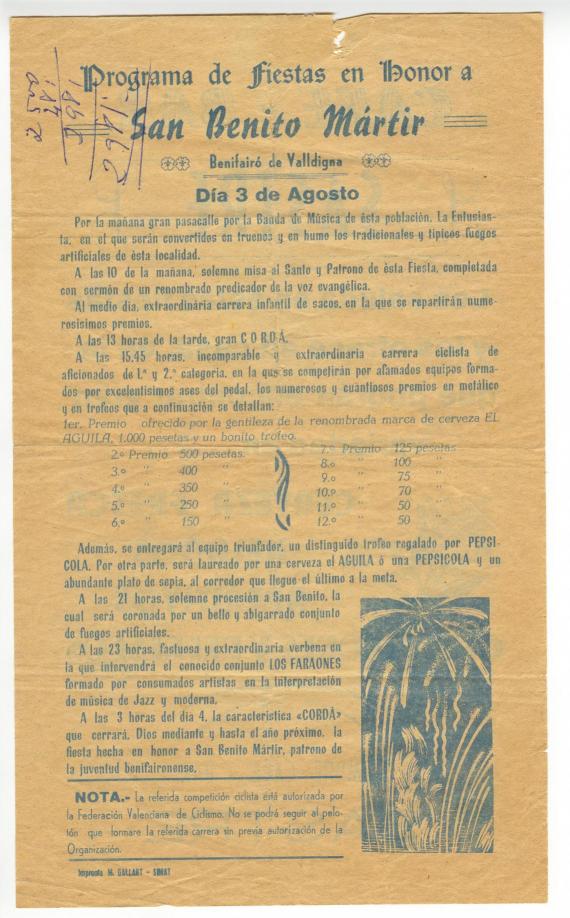 Programa de Fiestas en Honor a
San Benito Mártir
Benifairó de Valldigna
Día 3 de Agosto
Por la mañana gran pasacalle por la Banda de Música de ésta población, La Entusias-
ta, en el que serán convertidos en truenos y en humo los tradicionales y típicos fuegos
artificiales de ésta localidad.
A las 10 de la mañana, solemne misa al Santo y Patrono de ésta Fiesta, completada
con sermón de un renombrado predicador de la voz evangélica.
Al medio dia, extraordinária carrera infantil de sacos, en la que se repartirán nume-
rosisimos premios.
A las 13 horas de la tarde, gran CORDÁ.
A las 15,45 horas, incomparable y extraordinaria carrera ciclista de
aficionados de 1.ª y 2.ª categoria, en la que se competirán por afamados equipos forma-
dos por excelentisimos ases del pedal, los numerosos y cuantiosos premios en metálico
y en trofeos que a continuación se detallan:
1er. Premio ofrecido por la gentileza de la renombrada marca de cerveza EL
AGUILA, 1.000 pesetas y un bonito trofeo.
2.º Premio 500 pesetas.
3.º " 400 "
4.º " 350 "
5.º " 250 "
6.º " 150 "
7.º Premio 125 pesetas
8.º " 100 "
9.º " 75 "
10.º " 70 "
11.º " 50 "
12.º " 50 "
Además, se entregará al equipo triunfador, un distinguido trofeo regalado por PEPSI-
COLA. Por otra parte, será laureado por una cerveza el AGUILA ó una PEPSICOLA y un
abundante plato de sepia, al corredor que llegue el último a la meta.
A las 21 horas, solemne procesión a San Benito, la
cual será coronada por un bello y abigarrado conjunto
de fuegos artificiales.
A las 23 horas, fastuosa y extraordinaria verbena en
la que intervendrá el conocido conjunto LOS FARAONES
formado por consumados artistas en la interpretación
de música de Jazz y moderna.
A las 3 horas del dia 4, la caracteristica «CORDÁ»
que cerrará, Dios mediante y hasta el año próximo, la
fiesta hecha en honor a San Benito Mártir, patrono de
la juventud benifaironense.
NOTA.- La referida competición ciclista está autorizada por
la Federación Valenciana de Ciclismo. No se podrá seguir al pelo-
tón que formare la referida carrera sin previa autorización de la
Organización.
Imprenta M. GALLART - SIMAT